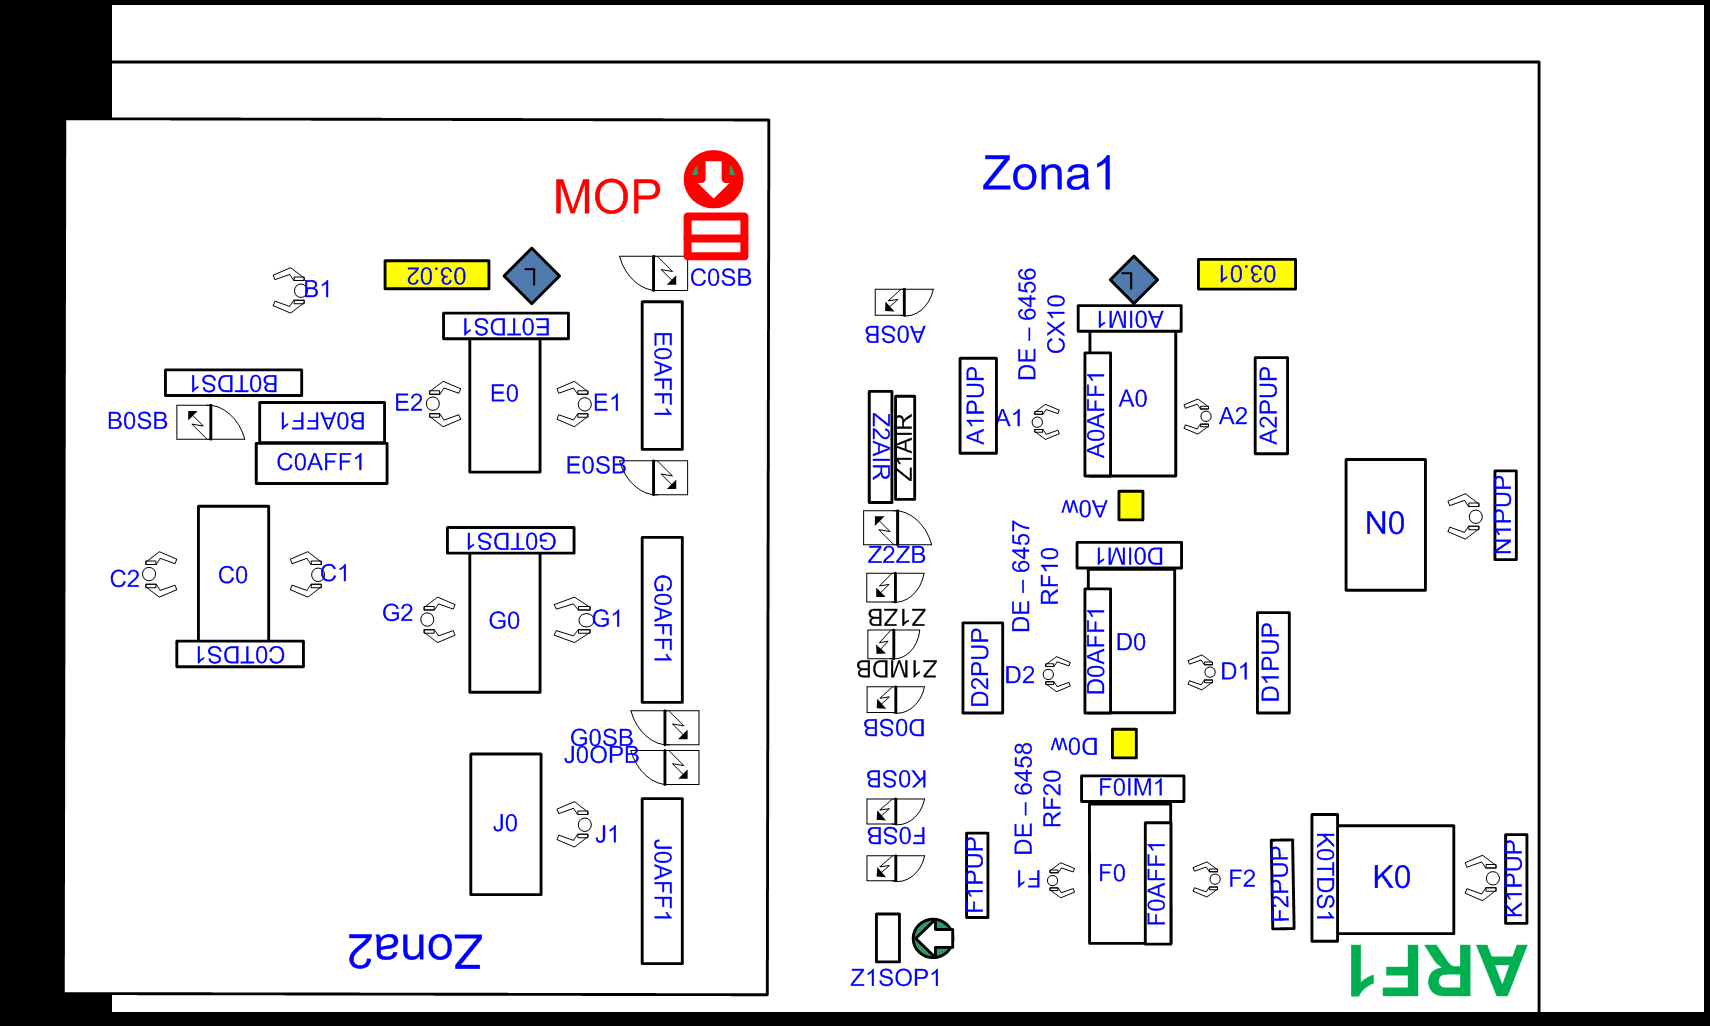 Zona1
MOP
C0SB
B1
03.02
L
E0TDS1
E0AFF1
E2
E0
E1
B0TDS1
B0SB
B0AFF1
C0AFF1
E0SB
C2
C0
C1
C0TDS1
G0TDS1
G2
G0
G1
G0AFF1
G0SB
J0OPB
J0
J1
J0AFF1
Zona2
A0SB
Z2AIR
Z1AIR
Z2ZB
Z1ZB
Z1MDB
D0SB
K0SB
F0SB
Z1SOP1
DE – 6456
CX10
L
03.01
A0IM1
A1PUP
A1
A0AFF1
A0
A2
A2PUP
A0w
DE – 6457
RF10
D0IM1
D2PUP
D2
D0AFF1
D0
D1
D1PUP
D0w
DE – 6458
RF20
F0IM1
F1PUP
F1
F0
F0AFF1
F2
F2PUP
N0
N1PUP
K0TDS1
K0
K1PUP
ARF1